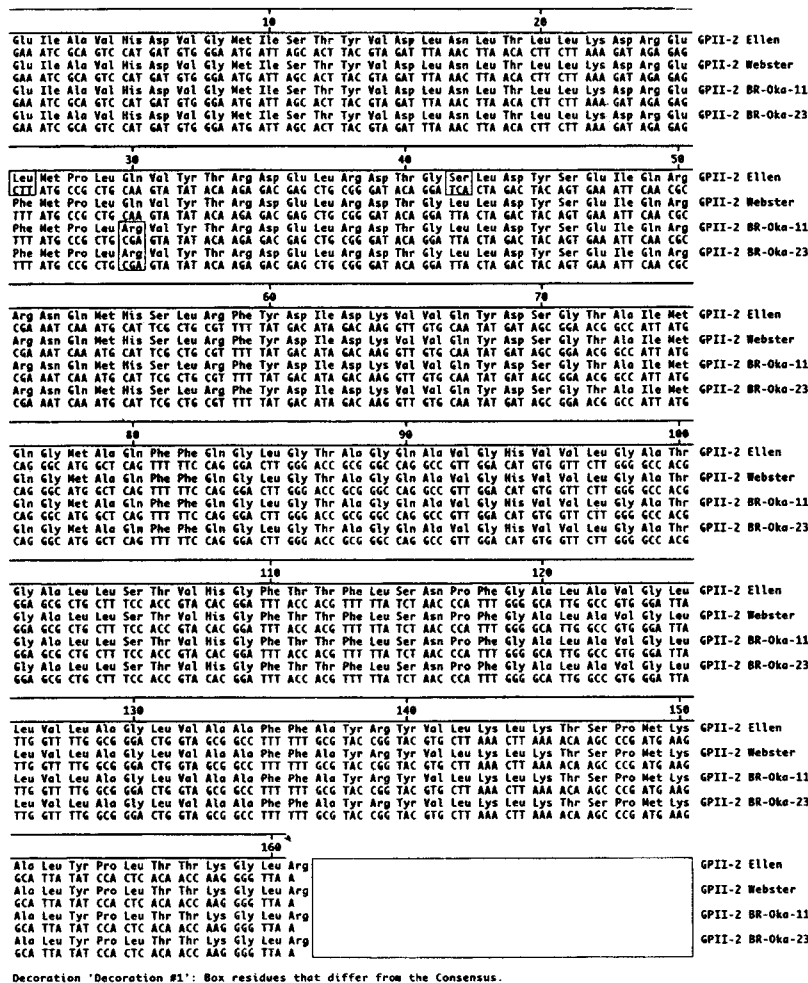 10 20
Glu Ile Ala Val His Asp Val Gly Met Ile Ser Thr Tyr Val Asp Leu Asn Leu Thr Leu Leu Lys Asp Arg Glu GPII-2 Ellen
GAA ATC GCA GTC CAT GAT GTG GGA ATG ATT AGC ACT TAC GTA GAT TTA AAC TTA ACA CTT CTT AAA GAT AGA GAG
Glu Ile Ala Val His Asp Val Gly Met Ile Ser Thr Tyr Val Asp Leu Asn Leu Thr Leu Leu Lys Asp Arg Glu GPII-2 Webster
GAA ATC GCA GTC CAT GAT GTG GGA ATG ATT AGC ACT TAC GTA GAT TTA AAC TTA ACA CTT CTT AAA GAT AGA GAG
Glu Ile Ala Val His Asp Val Gly Met Ile Ser Thr Tyr Val Asp Leu Asn Leu Thr Leu Leu Lys Asp Arg Glu GPII-2 BR-Oka-11
GAA ATC GCA GTC CAT GAT GTG GGA ATG ATT AGC ACT TAC GTA GAT TTA AAC TTA ACA CTT CTT AAA GAT AGA GAG
Glu Ile Ala Val His Asp Val Gly Met Ile Ser Thr Tyr Val Asp Leu Asn Leu Thr Leu Leu Lys Asp Arg Glu GPII-2 BR-Oka-23
GAA ATC GCA GTC CAT GAT GTG GGA ATG ATT AGC ACT TAC GTA GAT TTA AAC TTA ACA CTT CTT AAA GAT AGA GAG
30 40 50
Leu Met Pro Leu Gln Val Tyr Thr Arg Asp Glu Leu Arg Asp Thr Gly Ser Leu Asp Tyr Ser Glu Ile Gln Arg GPII-2 Ellen
CTT ATG CCG CTG CAA GTA TAT ACA AGA GAC GAG CTG CGG GAT ACA GGA TCA CTA GAC TAC AGT GAA ATT CAA CGC
Phe Met Pro Leu Gln Val Tyr Thr Arg Asp Glu Leu Arg Asp Thr Gly Leu Leu Asp Tyr Ser Glu Ile Gln Arg GPII-2 Webster
TTT ATG CCG CTG CAA GTA TAT ACA AGA GAC GAG CTG CGG GAT ACA GGA TTA CTA GAC TAC AGT GAA ATT CAA CGC
Phe Met Pro Leu Arg Val Tyr Thr Arg Asp Glu Leu Arg Asp Thr Gly Leu Leu Asp Tyr Ser Glu Ile Gln Arg GPII-2 BR-Oka-11
TTT ATG CCG CTG CGA GTA TAT ACA AGA GAC GAG CTG CGG GAT ACA GGA TTA CTA GAC TAC AGT GAA ATT CAA CGC
Phe Met Pro Leu Arg Val Tyr Thr Arg Asp Glu Leu Arg Asp Thr Gly Leu Leu Asp Tyr Ser Glu Ile Gln Arg GPII-2 BR-Oka-23
TTT ATG CCG CTG CGA GTA TAT ACA AGA GAC GAG CTG CGG GAT ACA GGA TTA CTA GAC TAC AGT GAA ATT CAA CGC
60 70
Arg Asn Gln Met His Ser Leu Arg Phe Tyr Asp Ile Asp Lys Val Val Gln Tyr Asp Ser Gly Thr Ala Ile Met GPII-2 Ellen
CGA AAT CAA ATG CAT TCG CTG CGT TTT TAT GAC ATA GAC AAG GTT GTG CAA TAT GAT AGC GGA ACG GCC ATT ATG
Arg Asn Gln Met His Ser Leu Arg Phe Tyr Asp Ile Asp Lys Val Val Gln Tyr Asp Ser Gly Thr Ala Ile Met GPII-2 Webster
CGA AAT CAA ATG CAT TCG CTG CGT TTT TAT GAC ATA GAC AAG GTT GTG CAA TAT GAT AGC GGA ACG GCC ATT ATG
Arg Asn Gln Met His Ser Leu Arg Phe Tyr Asp Ile Asp Lys Val Val Gln Tyr Asp Ser Gly Thr Ala Ile Met GPII-2 BR-Oka-11
CGA AAT CAA ATG CAT TCG CTG CGT TTT TAT GAC ATA GAC AAG GTT GTG CAA TAT GAT AGC GGA ACG GCC ATT ATG
Arg Asn Gln Met His Ser Leu Arg Phe Tyr Asp Ile Asp Lys Val Val Gln Tyr Asp Ser Gly Thr Ala Ile Met GPII-2 BR-Oka-23
CGA AAT CAA ATG CAT TCG CTG CGT TTT TAT GAC ATA GAC AAG GTT GTG CAA TAT GAT AGC GGA ACG GCC ATT ATG
80 90 100
Gln Gly Met Ala Gln Phe Phe Gln Gly Leu Gly Thr Ala Gly Gln Ala Val Gly His Val Val Leu Gly Ala Thr GPII-2 Ellen
CAG GGC ATG GCT CAG TTT TTC CAG GGA CTT GGG ACC GCG GGC CAG GCC GTT GGA CAT GTG GTT CTT GGG GCC ACG
Gln Gly Met Ala Gln Phe Phe Gln Gly Leu Gly Thr Ala Gly Gln Ala Val Gly His Val Val Leu Gly Ala Thr GPII-2 Webster
CAG GGC ATG GCT CAG TTT TTC CAG GGA CTT GGG ACC GCG GGC CAG GCC GTT GGA CAT GTG GTT CTT GGG GCC ACG
Gln Gly Met Ala Gln Phe Phe Gln Gly Leu Gly Thr Ala Gly Gln Ala Val Gly His Val Val Leu Gly Ala Thr GPII-2 BR-Oka-11
CAG GGC ATG GCT CAG TTT TTC CAG GGA CTT GGG ACC GCG GGC CAG GCC GTT GGA CAT GTG GTT CTT GGG GCC ACG
Gln Gly Met Ala Gln Phe Phe Gln Gly Leu Gly Thr Ala Gly Gln Ala Val Gly His Val Val Leu Gly Ala Thr GPII-2 BR-Oka-23
CAG GGC ATG GCT CAG TTT TTC CAG GGA CTT GGG ACC GCG GGC CAG GCC GTT GGA CAT GTG GTT CTT GGG GCC ACG
110 120
Gly Ala Leu Leu Ser Thr Val His Gly Phe Thr Thr Phe Leu Ser Asn Pro Phe Gly Ala Leu Ala Val Gly Leu GPII-2 Ellen
GGA GCG CTG CTT TCC ACC GTA CAC GGA TTT ACC ACG TTT TTA TCT AAC CCA TTT GGG GCA TTG GCC GTG GGA TTA
Gly Ala Leu Leu Ser Thr Val His Gly Phe Thr Thr Phe Leu Ser Asn Pro Phe Gly Ala Leu Ala Val Gly Leu GPII-2 Webster
GGA GCG CTG CTT TCC ACC GTA CAC GGA TTT ACC ACG TTT TTA TCT AAC CCA TTT GGG GCA TTG GCC GTG GGA TTA
Gly Ala Leu Leu Ser Thr Val His Gly Phe Thr Thr Phe Leu Ser Asn Pro Phe Gly Ala Leu Ala Val Gly Leu GPII-2 BR-Oka-11
GGA GCG CTG CTT TCC ACC GTA CAC GGA TTT ACC ACG TTT TTA TCT AAC CCA TTT GGG GCA TTG GCC GTG GGA TTA
Gly Ala Leu Leu Ser Thr Val His Gly Phe Thr Thr Phe Leu Ser Asn Pro Phe Gly Ala Leu Ala Val Gly Leu GPII-2 BR-Oka-23
GGA GCG CTG CTT TCC ACC GTA CAC GGA TTT ACC ACG TTT TTA TCT AAC CCA TTT GGG GCA TTG GCC GTG GGA TTA
130 140 150
Leu Val Leu Ala Gly Leu Val Ala Ala Phe Phe Ala Tyr Arg Tyr Val Leu Lys Leu Lys Thr Ser Pro Met Lys GPII-2 Ellen
TTG GTT TTG GCG GGA CTG GTA GCG GCC TTT TTT GCG TAC CGG TAC GTG CTT AAA CTT AAA ACA AGC CCG ATG AAG
Leu Val Leu Ala Gly Leu Val Ala Ala Phe Phe Ala Tyr Arg Tyr Val Leu Lys Leu Lys Thr Ser Pro Met Lys GPII-2 Webster
TTG GTT TTG GCG GGA CTG GTA GCG GCC TTT TTT GCG TAC CGG TAC GTG CTT AAA CTT AAA ACA AGC CCG ATG AAG
Leu Val Leu Ala Gly Leu Val Ala Ala Phe Phe Ala Tyr Arg Tyr Val Leu Lys Leu Lys Thr Ser Pro Met Lys GPII-2 BR-Oka-11
TTG GTT TTG GCG GGA CTG GTA GCG GCC TTT TTT GCG TAC CGG TAC GTG CTT AAA CTT AAA ACA AGC CCG ATG AAG
Leu Val Leu Ala Gly Leu Val Ala Ala Phe Phe Ala Tyr Arg Tyr Val Leu Lys Leu Lys Thr Ser Pro Met Lys GPII-2 BR-Oka-23
TTG GTT TTG GCG GGA CTG GTA GCG GCC TTT TTT GCG TAC CGG TAC GTG CTT AAA CTT AAA ACA AGC CCG ATG AAG
160
Ala Leu Tyr Pro Leu Thr Thr Lys Gly Leu Arg GPII-2 Ellen
GCA TTA TAT CCA CTC ACA ACC AAG GGG TTA A
Ala Leu Tyr Pro Leu Thr Thr Lys Gly Leu Arg GPII-2 Webster
GCA TTA TAT CCA CTC ACA ACC AAG GGG TTA A
Ala Leu Tyr Pro Leu Thr Thr Lys Gly Leu Arg GPII-2 BR-Oka-11
GCA TTA TAT CCA CTC ACA ACC AAG GGG TTA A
Ala Leu Tyr Pro Leu Thr Thr Lys Gly Leu Arg GPII-2 BR-Oka-23
GCA TTA TAT CCA CTC ACA ACC AAG GGG TTA A
Decoration 'Decoration #1': Box residues that differ from the Consensus.